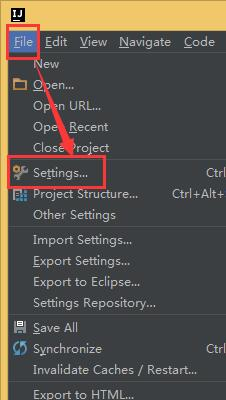 IJ
File Edit View Navigate Code
New
Open...
Open URL...
Open Recent
Close Project
Settings... Ctrl
Project Structure... Ctrl+Alt+
Other Settings
Import Settings...
Export Settings...
Export to Eclipse...
Settings Repository...
Save All Ctr
Synchronize Ctr
Invalidate Caches / Restart...
Export to HTML...